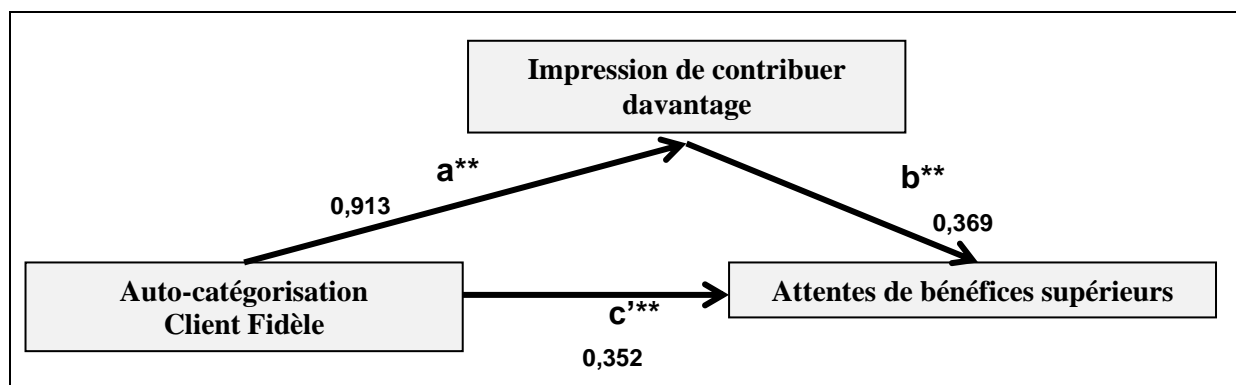 Impression de contribuer
davantage
a**
0,913
b**
0,369
Auto-catégorisation
Client Fidèle
c’**
0,352
Attentes de bénéfices supérieurs